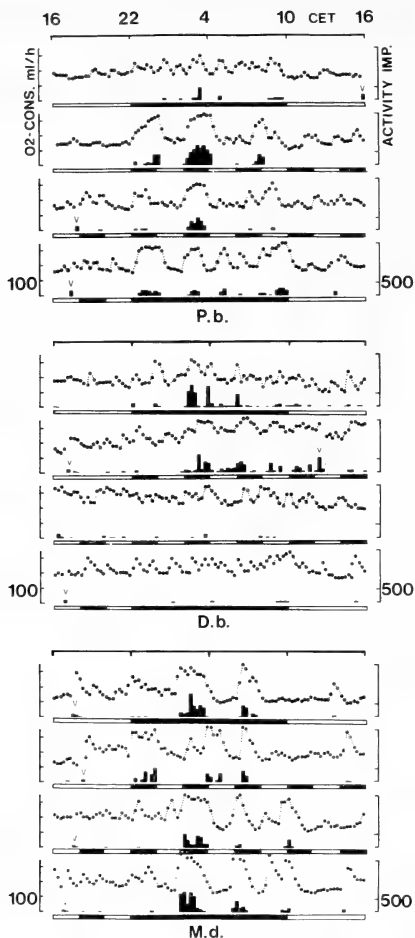 16 22 4 10 CET 16
O2-CONS. ml/h
ACTIVITY IMP.
V
V
V
100 500
P.b.
V
V
V
100 500
D.b.
V
V
V
100 500
M.d.